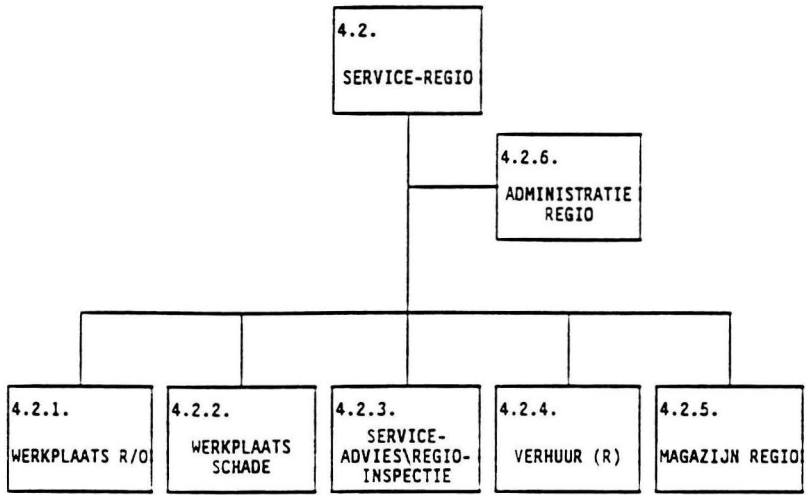 4.2.
SERVICE-REGIO
4.2.6.
ADMINISTRATIE
REGIO
4.2.1.
WERKPLAATS R/O
4.2.2.
WERKPLAATS
SCHADE
4.2.3.
SERVICE-
ADVIES\REGIO-
INSPECTIE
4.2.4.
VERHUUR (R)
4.2.5.
MAGAZIJN REGIO